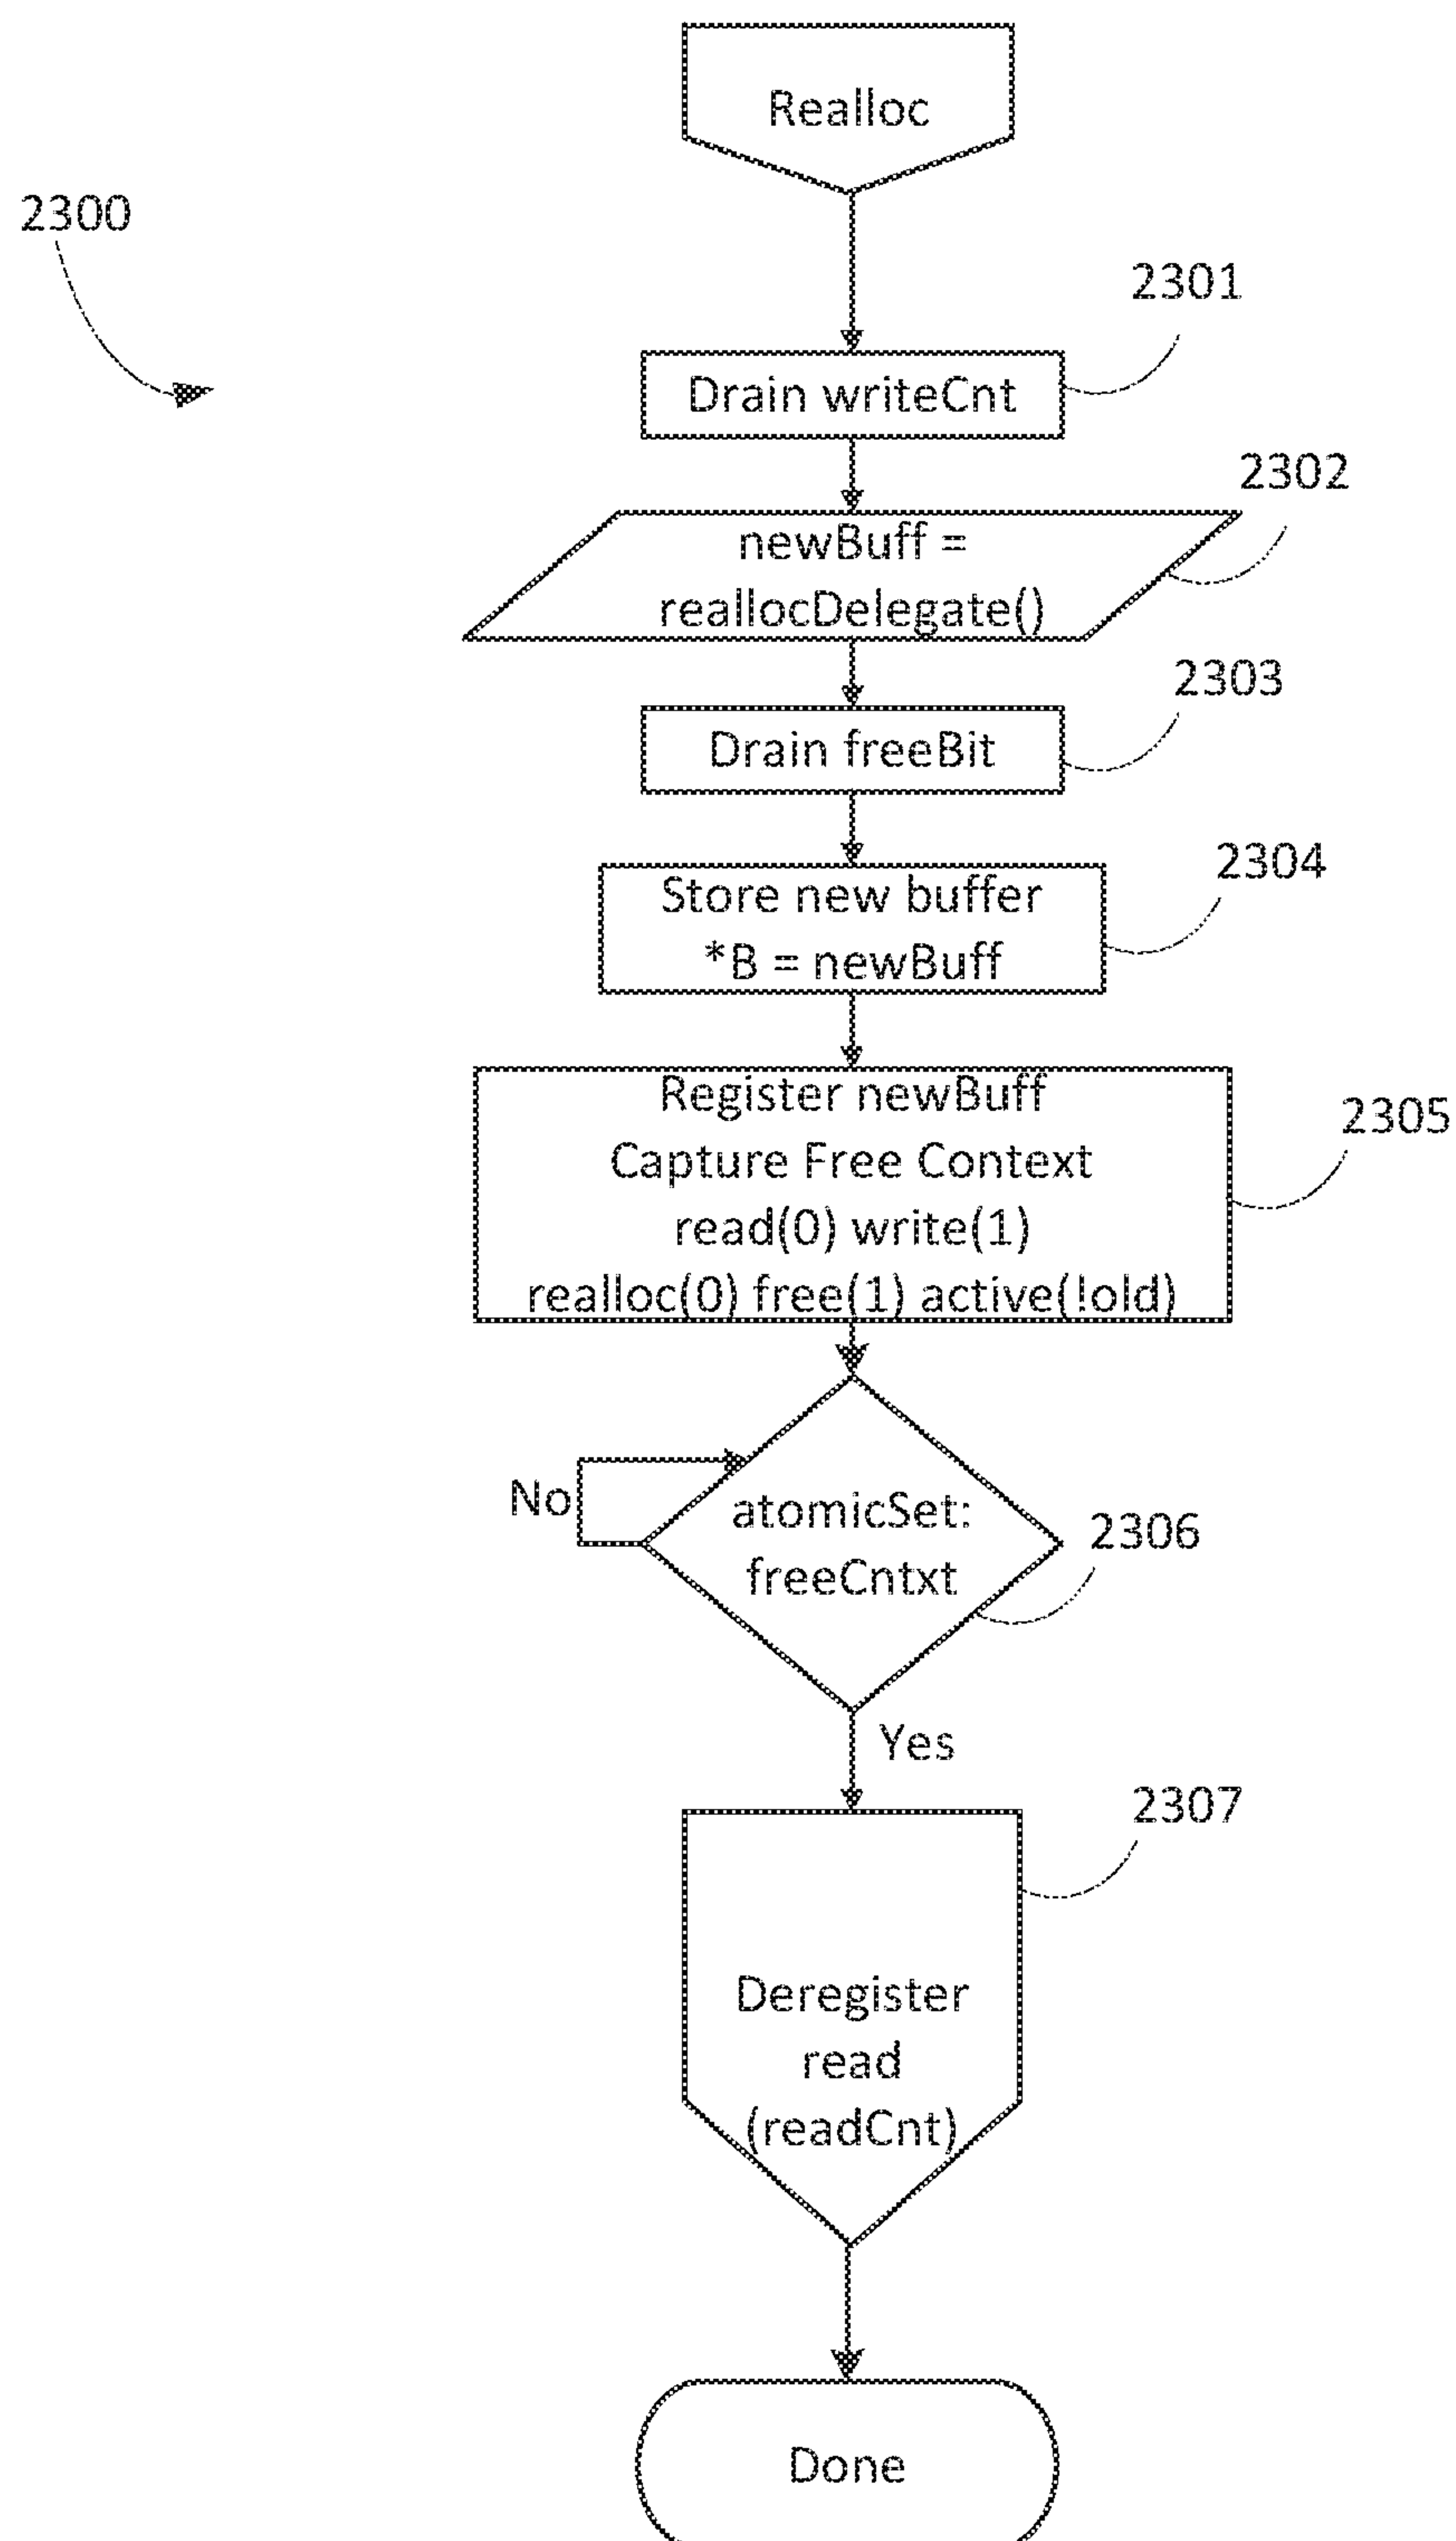 Realloc
2300
2301
Drain writeCnt
2302
newBuff =
reallocDelegate()
2303
Drain freeBit
2304
Store new buffer
*B = newBuff
2305
Register newBuff
Capture Free Context
read(0) write(1)
realloc(0) free(1) active(!old)
No
atomicSet:
freeCntxt
2306
Yes
2307
Deregister
read
(readCnt)
Done